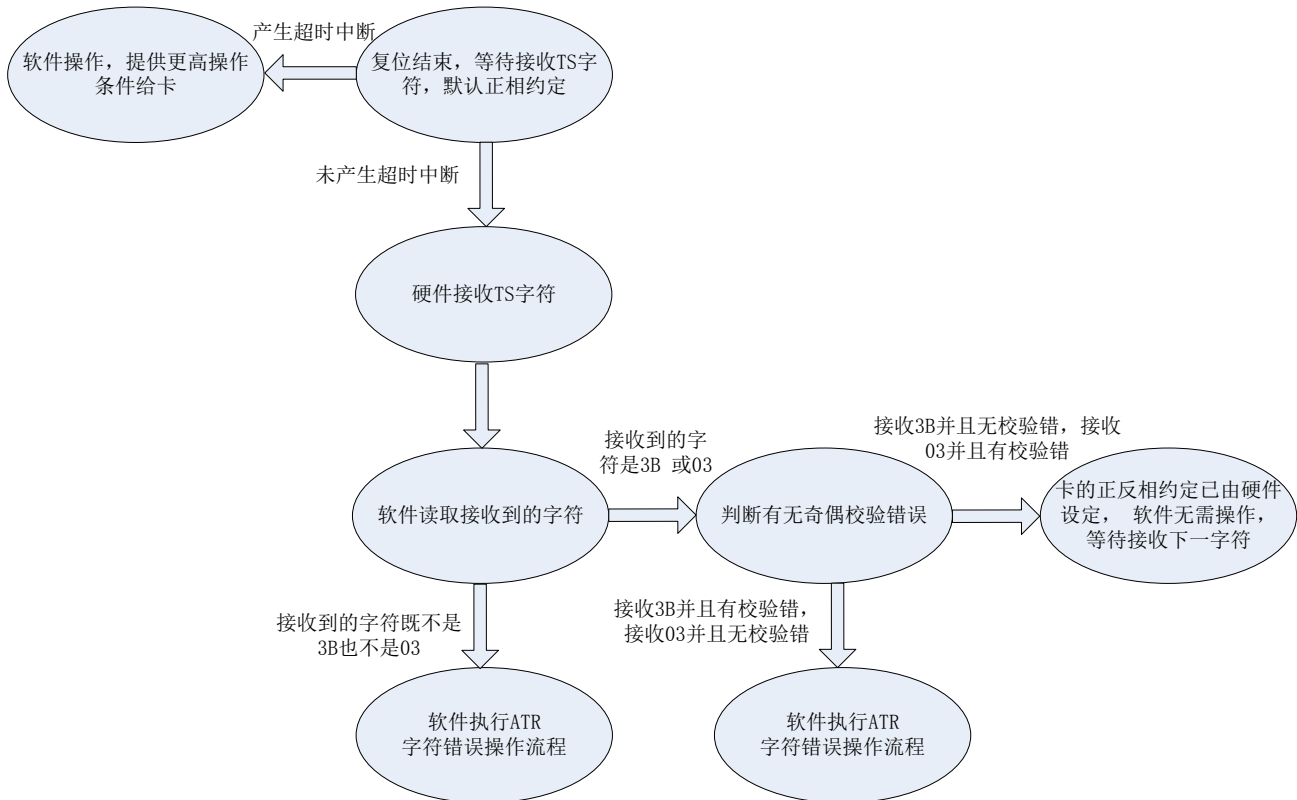 产生超时中断
软件操作，提供更高操作
条件给卡
复位结束，等待接收TS字
符，默认正相约定
未产生超时中断
硬件接收TS字符
接收到的字
符是3B 或03
接收3B并且无校验错，接收
03并且有校验错
软件读取接收到的字符
判断有无奇偶校验错误
卡的正反相约定已由硬件
设定， 软件无需操作，
等待接收下一字符
接收到的字符既不是
3B也不是03
接收3B并且有校验错，
接收03并且无校验错
软件执行ATR
字符错误操作流程
软件执行ATR
字符错误操作流程